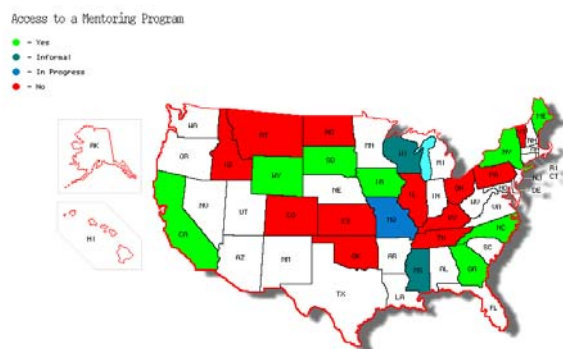 Access to a Mentoring Program
- Yes
- Informal
- In Progress
- No
WA
MT
ND
MN
ME
VT
NH
OR
ID
SD
WI
MI
NY
AK
WY
IA
PA
RI
CT
NJ
NE
IL
IN
OH
DE
NV
UT
CO
KS
MO
KY
WV
VA
HI
CA
TN
NC
AZ
NM
OK
AR
SC
MS
AL
GA
TX
LA
FL